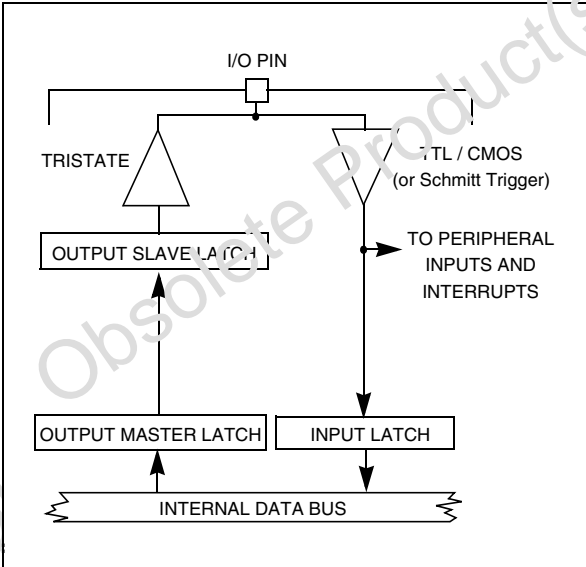 I/O PIN
TRISTATE
TTL / CMOS
(or Schmitt Trigger)
OUTPUT SLAVE LATCH
TO PERIPHERAL
INPUTS AND
INTERRUPTS
OUTPUT MASTER LATCH
INPUT LATCH
INTERNAL DATA BUS
Obsolete Product(s